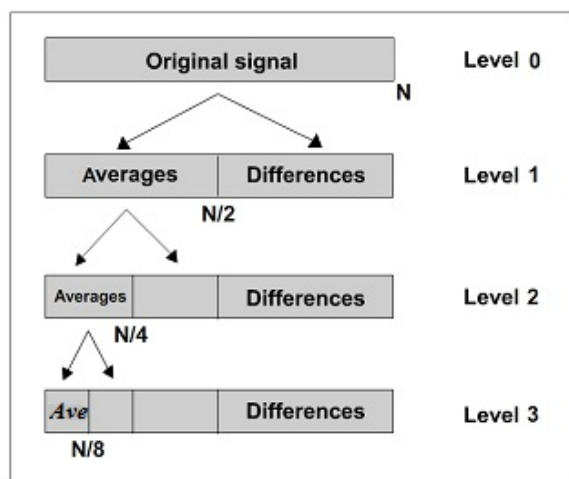 Original signal Level 0
N
Averages Differences Level 1
N/2
Averages Differences Level 2
N/4
Ave Differences Level 3
N/8